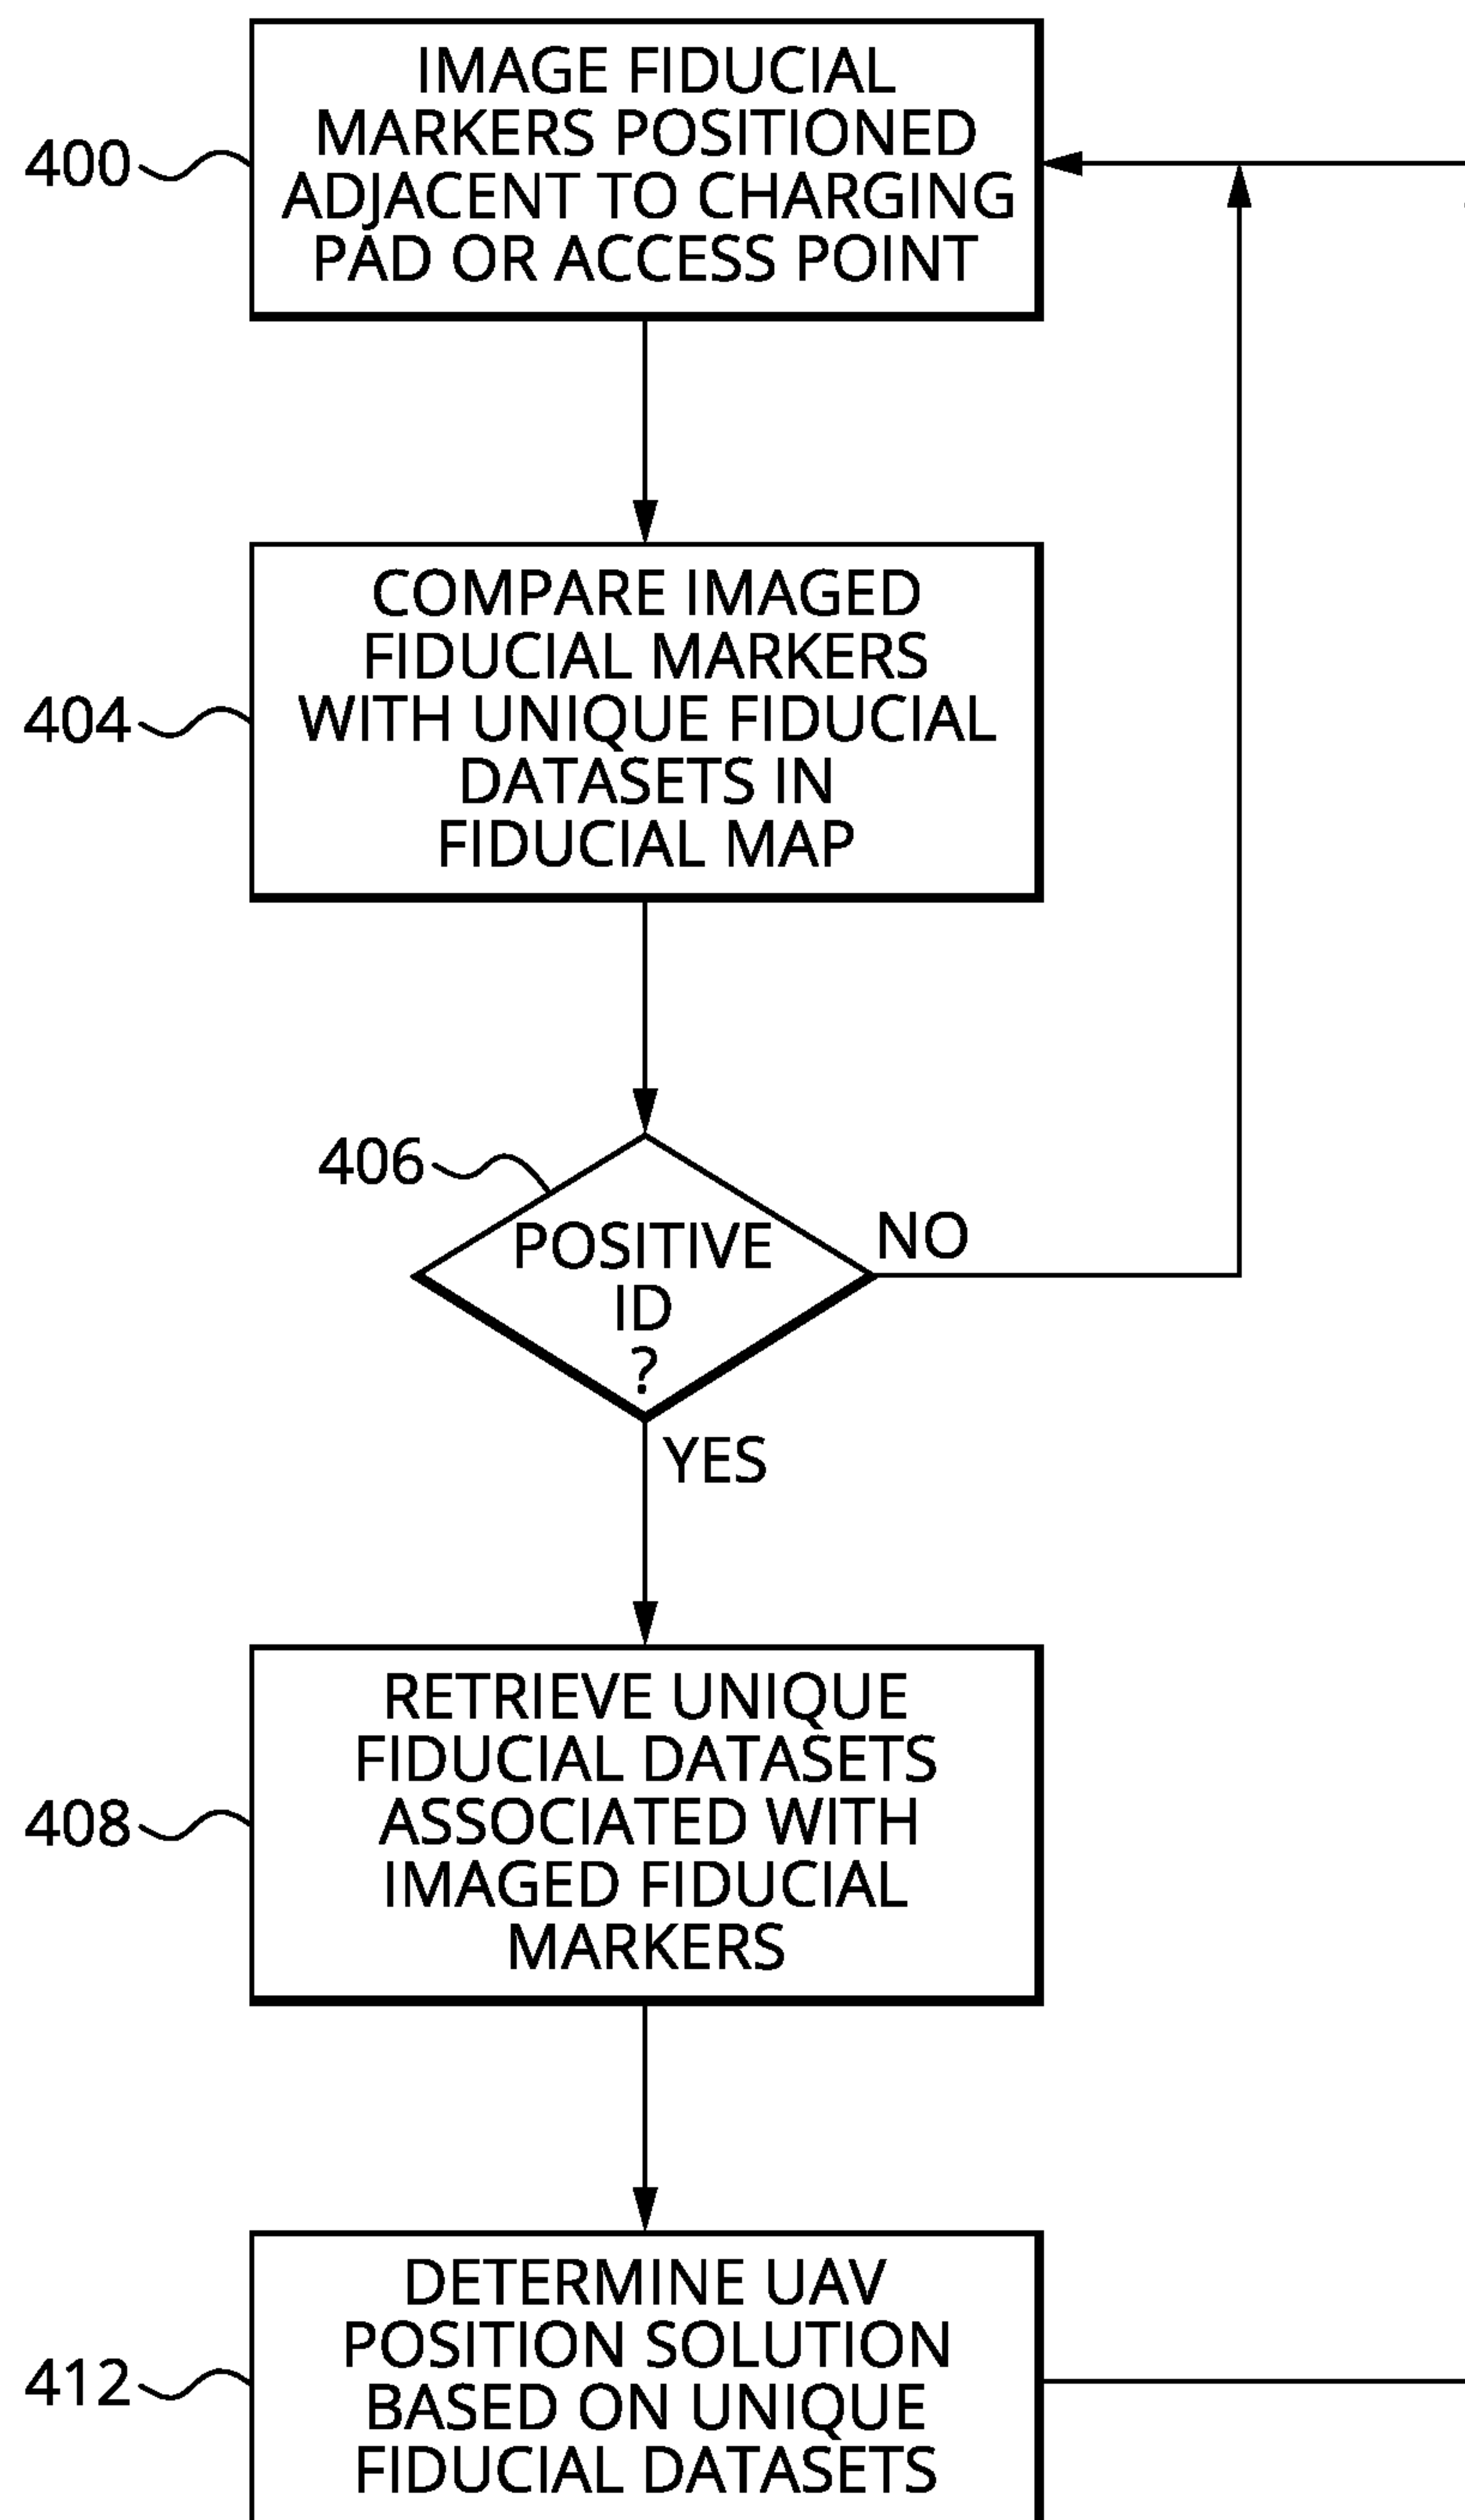 IMAGE FIDUCIAL
MARKERS POSITIONED
ADJACENT TO CHARGING
PAD OR ACCESS POINT
400
COMPARE IMAGED
FIDUCIAL MARKERS
WITH UNIQUE FIDUCIAL
DATASETS IN
FIDUCIAL MAP
404
406
POSITIVE
ID
?
NO
YES
RETRIEVE UNIQUE
FIDUCIAL DATASETS
ASSOCIATED WITH
IMAGED FIDUCIAL
MARKERS
408
DETERMINE UAV
POSITION SOLUTION
BASED ON UNIQUE
FIDUCIAL DATASETS
412